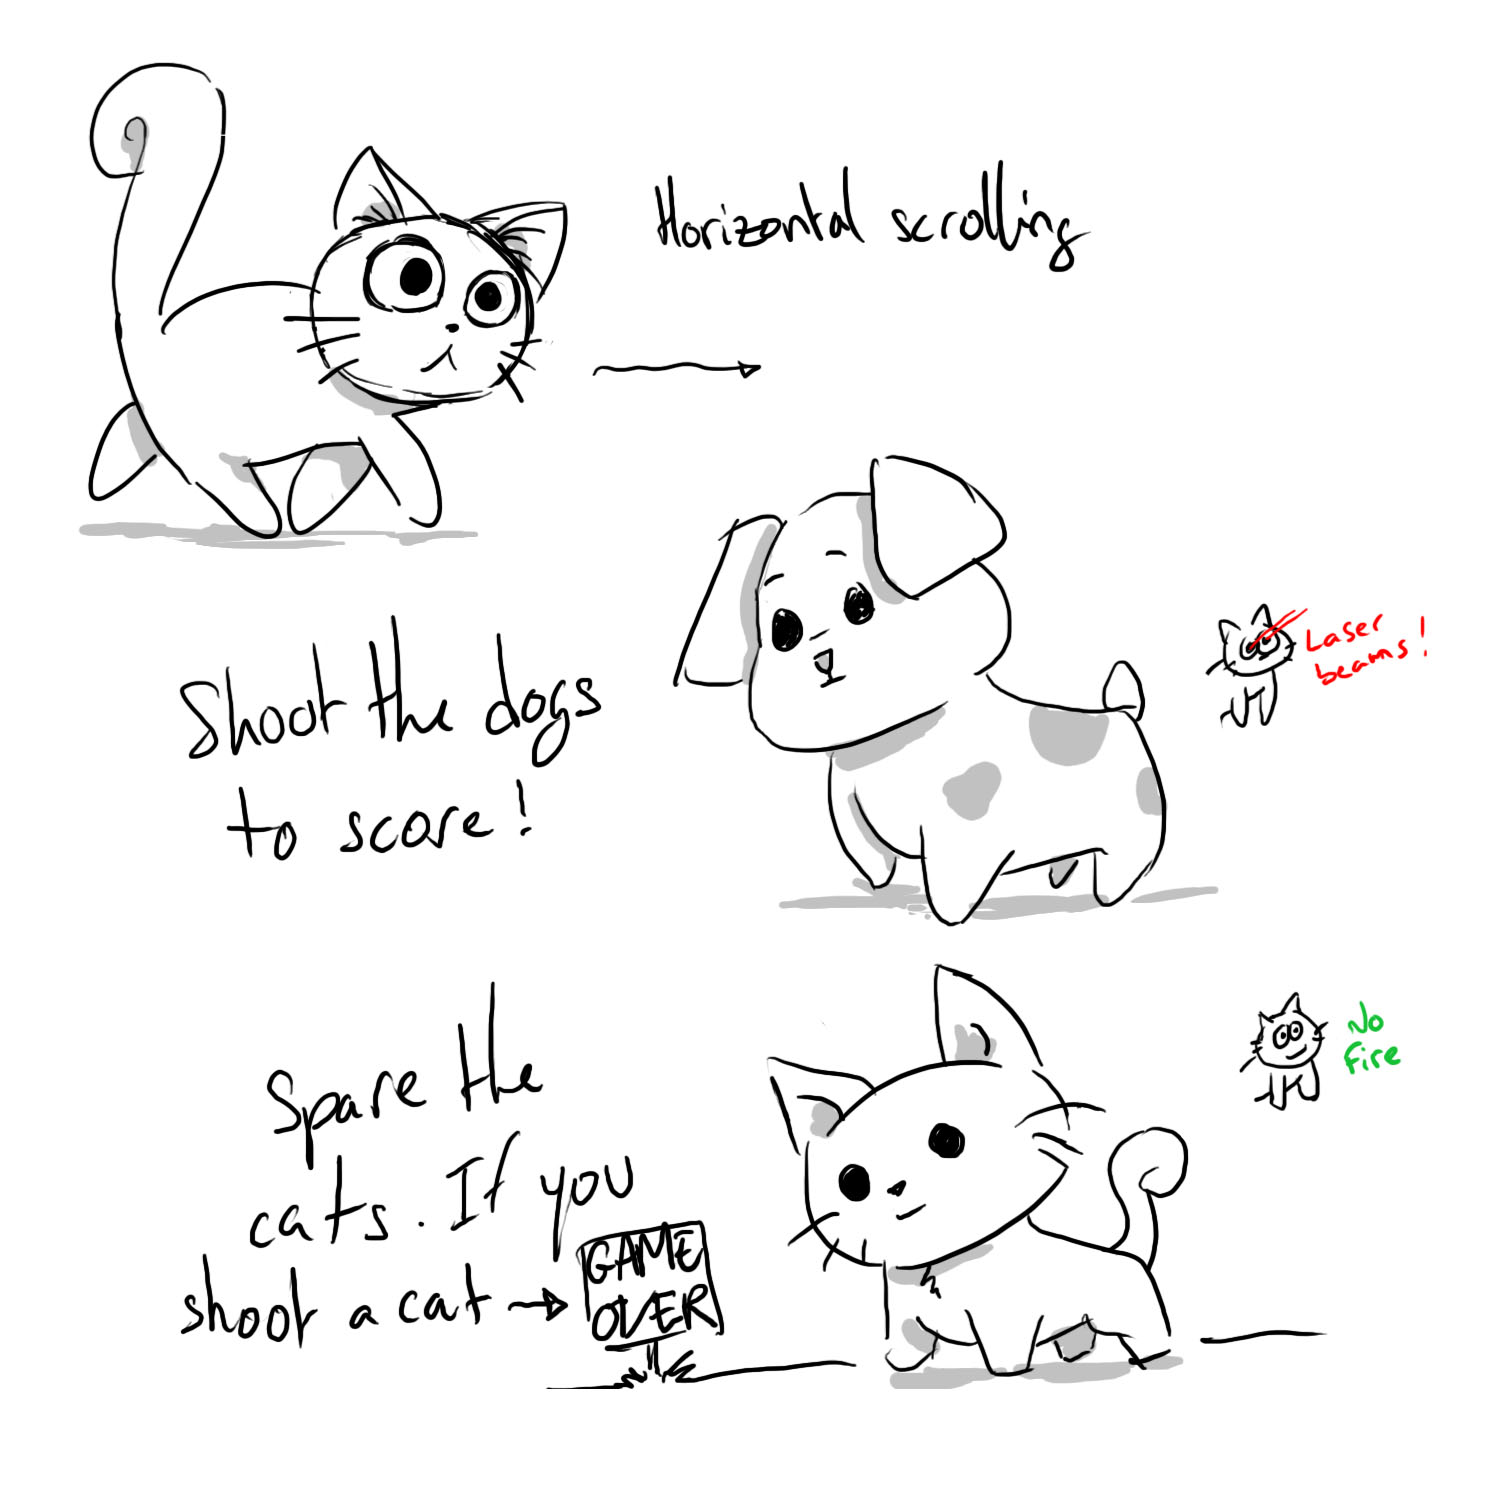 Horizontal scrolling
Shoot the dogs
to score!
Laser
beams!
Spare the
cats. If you
shoot a cat →
GAME
OVER
No
fire